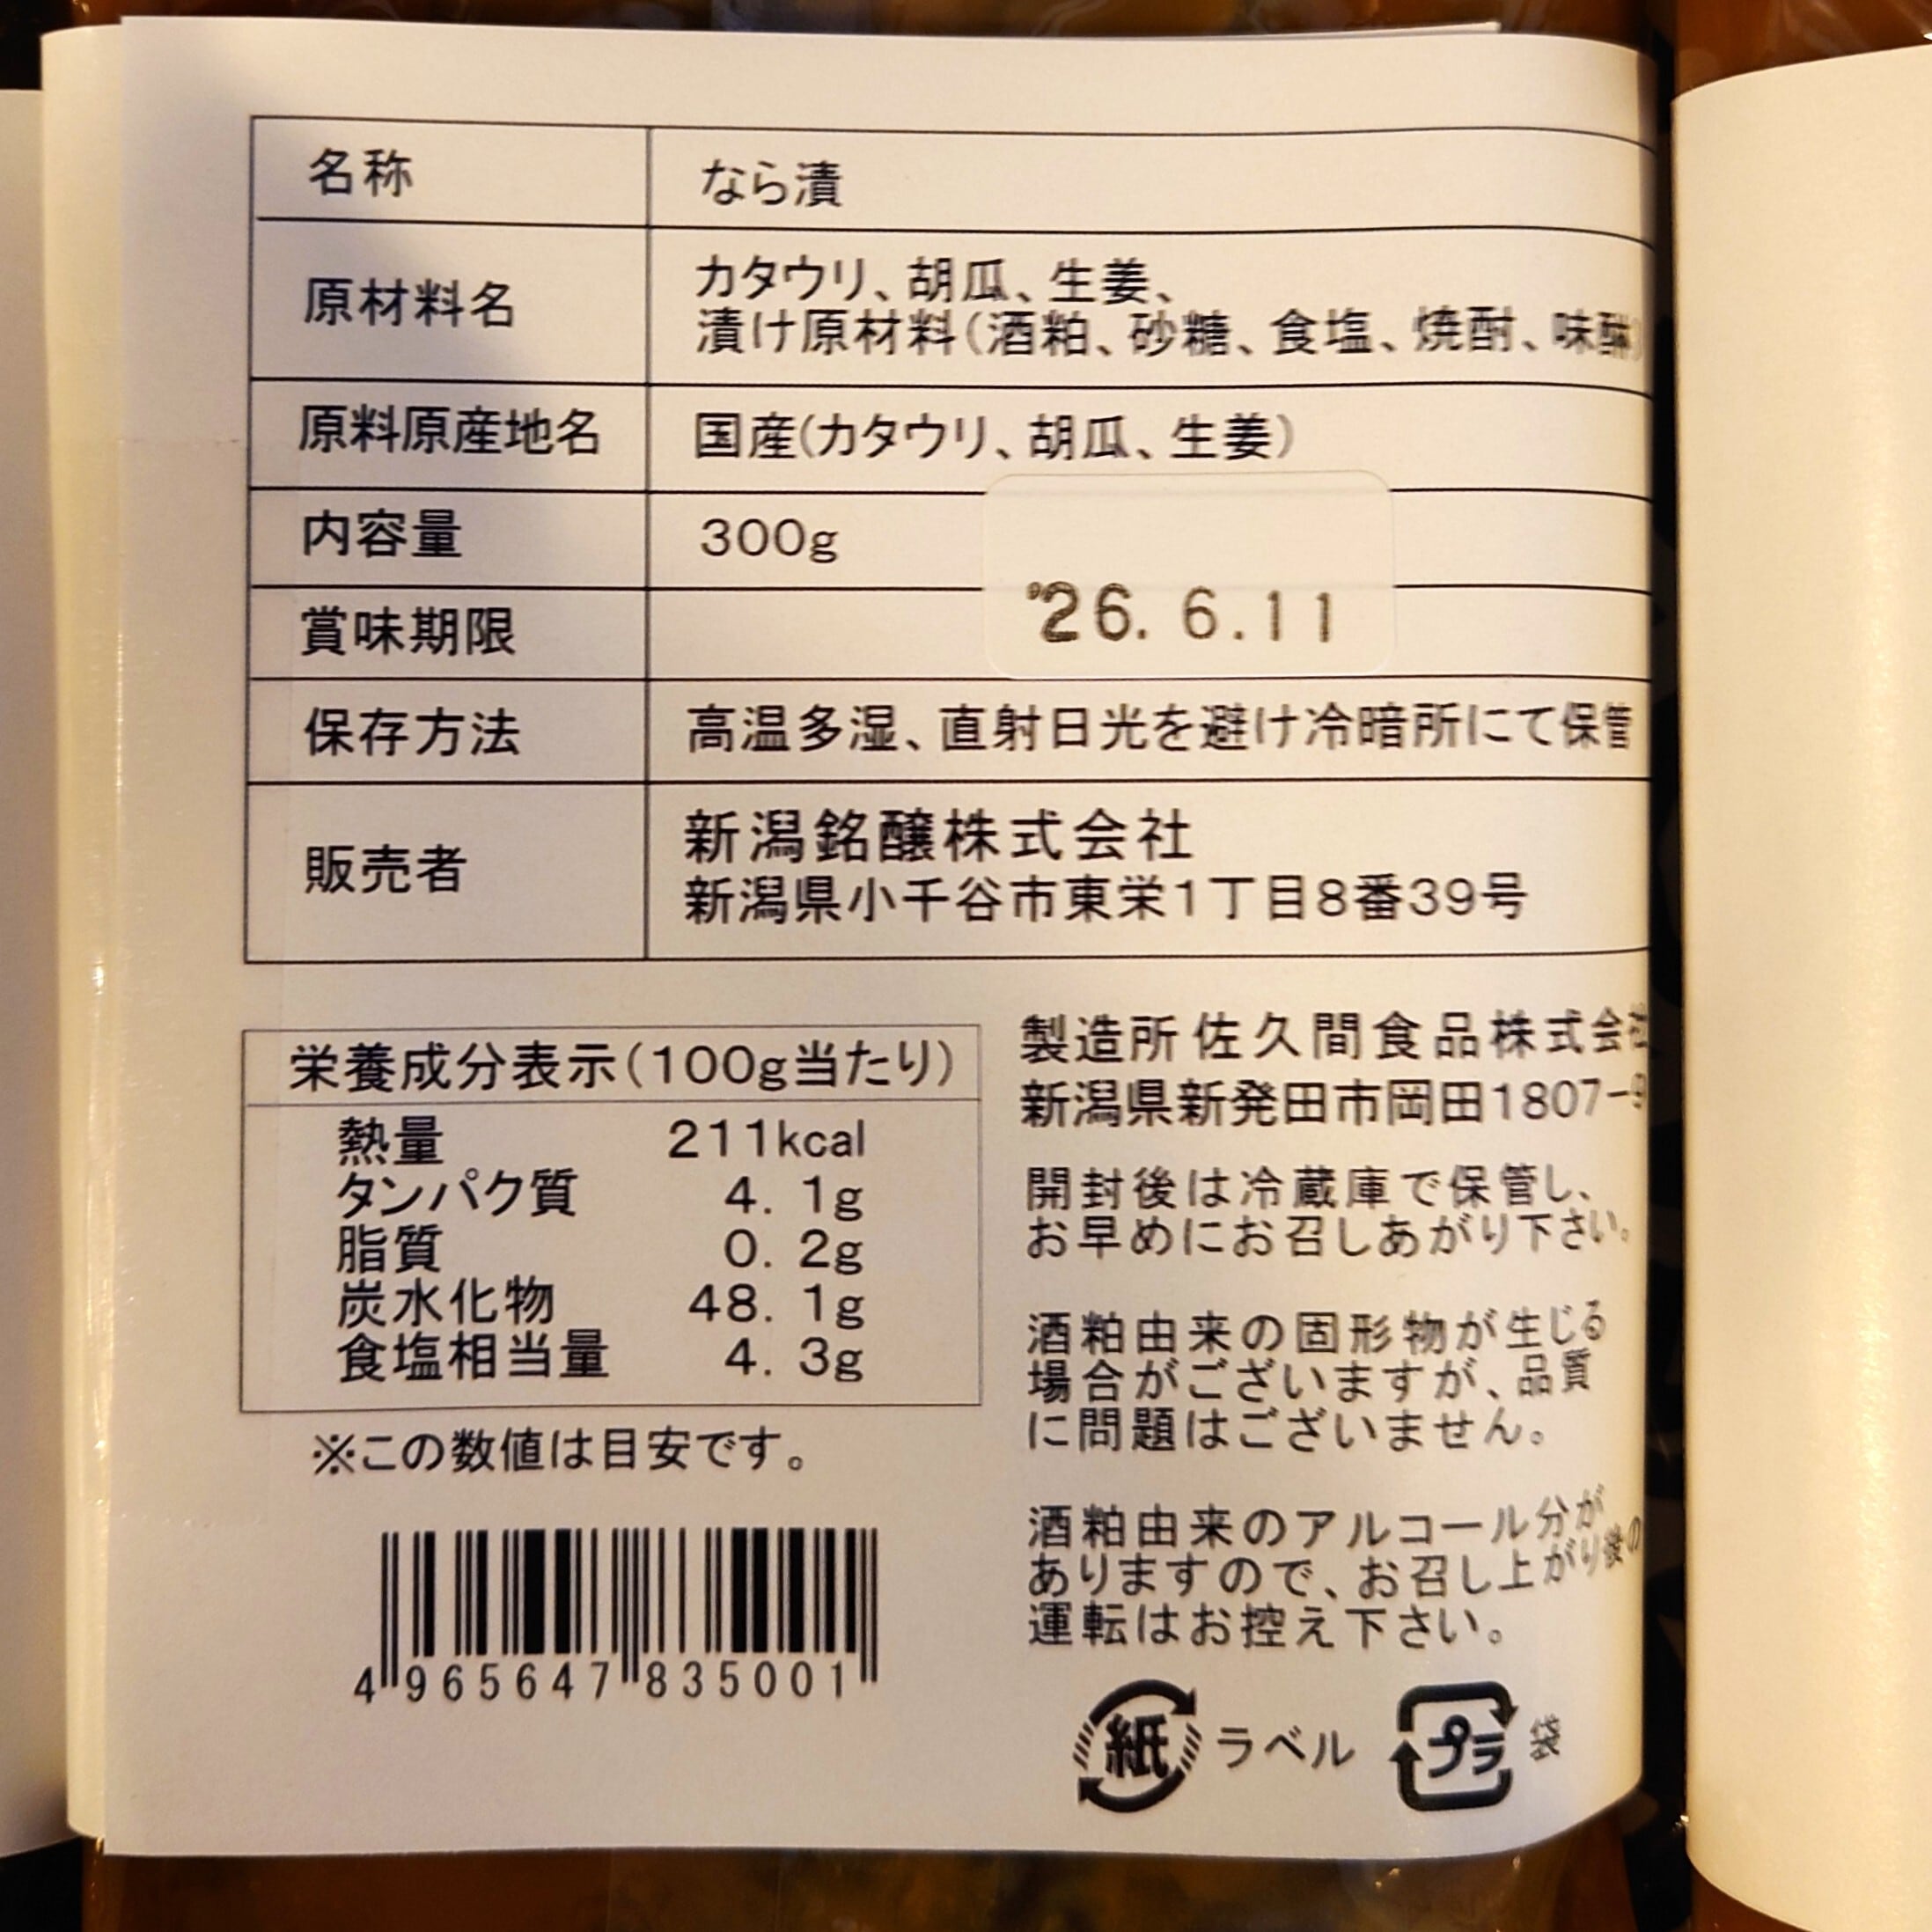 名称 なら漬
原材料名 カタウリ、胡瓜、生姜、
漬け原材料(酒粕、砂糖、食塩、焼酎、味醂)
原料原産地名 国産(カタウリ、胡瓜、生姜)
内容量 300g
賞味期限 '26. 6.11
保存方法 高温多湿、直射日光を避け冷暗所にて保管
販売者 新潟銘醸株式会社
新潟県小千谷市東栄1丁目8番39号
栄養成分表示(100g当たり)
熱量 211kcal
タンパク質 4. 1g
脂質 0. 2g
炭水化物 48. 1g
食塩相当量 4. 3g
※この数値は目安です。
4965647835001
製造所 佐久間食品株式会社
新潟県新発田市岡田1807-9
開封後は冷蔵庫で保管し、
お早めにお召しあがり下さい。
酒粕由来の固形物が生じる
場合がございますが、品質
に問題はございません。
酒粕由来のアルコール分が
ありますので、お召し上がり後の
運転はお控え下さい。
紙 ラベル プラ 袋